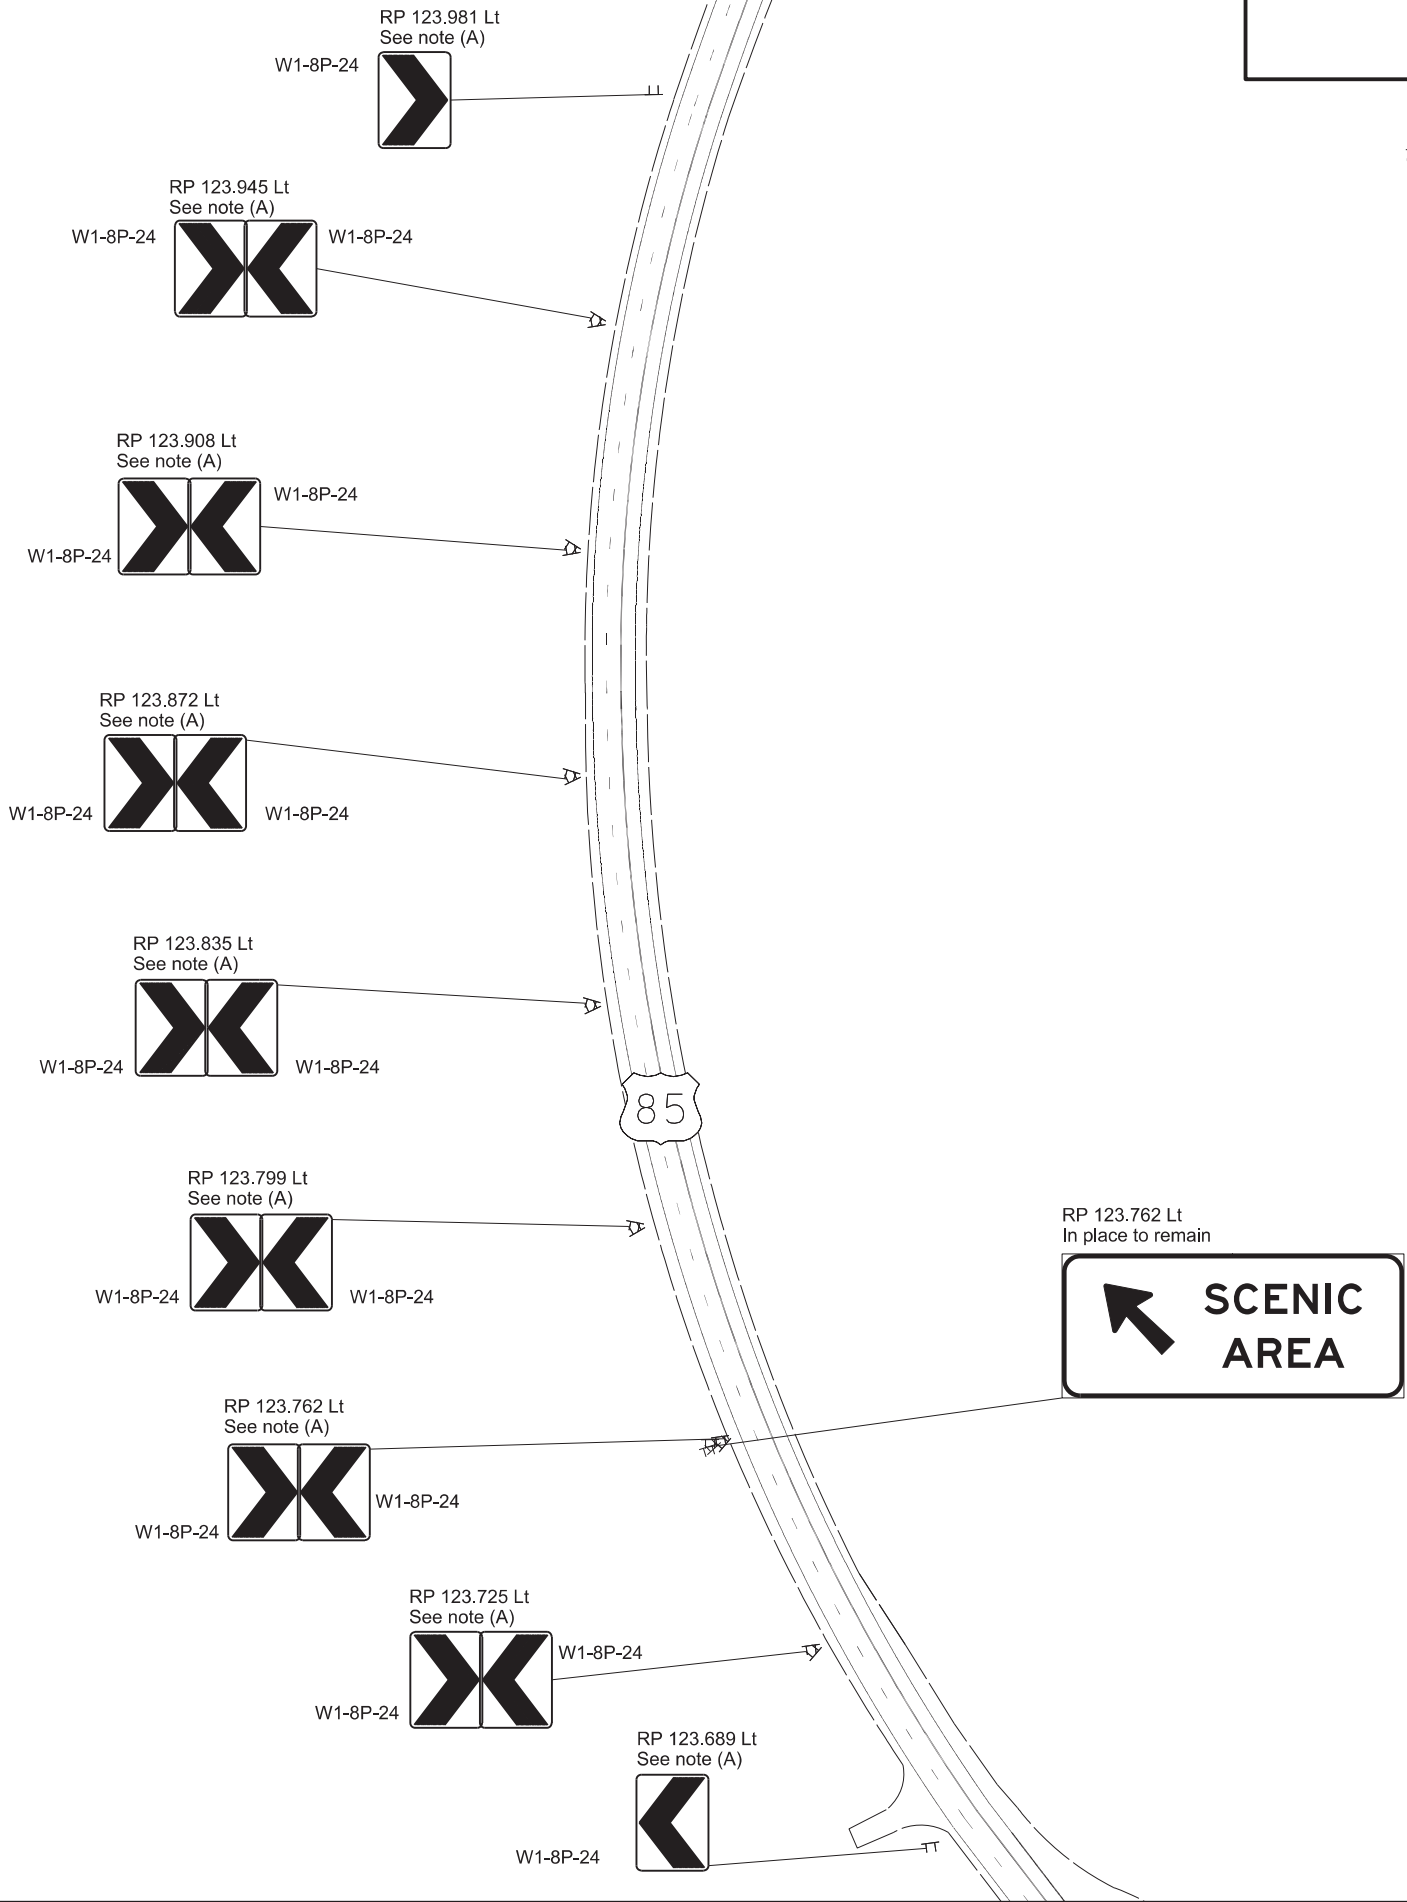 RP 123.981 Lt
See note (A)
W1-8P-24
RP 123.945 Lt
See note (A)
W1-8P-24
W1-8P-24
RP 123.908 Lt
See note (A)
W1-8P-24
W1-8P-24
RP 123.872 Lt
See note (A)
W1-8P-24
W1-8P-24
RP 123.835 Lt
See note (A)
W1-8P-24
W1-8P-24
85
RP 123.799 Lt
See note (A)
W1-8P-24
W1-8P-24
RP 123.762 Lt
In place to remain
SCENIC
AREA
RP 123.762 Lt
See note (A)
W1-8P-24
W1-8P-24
RP 123.725 Lt
See note (A)
W1-8P-24
W1-8P-24
RP 123.689 Lt
See note (A)
W1-8P-24